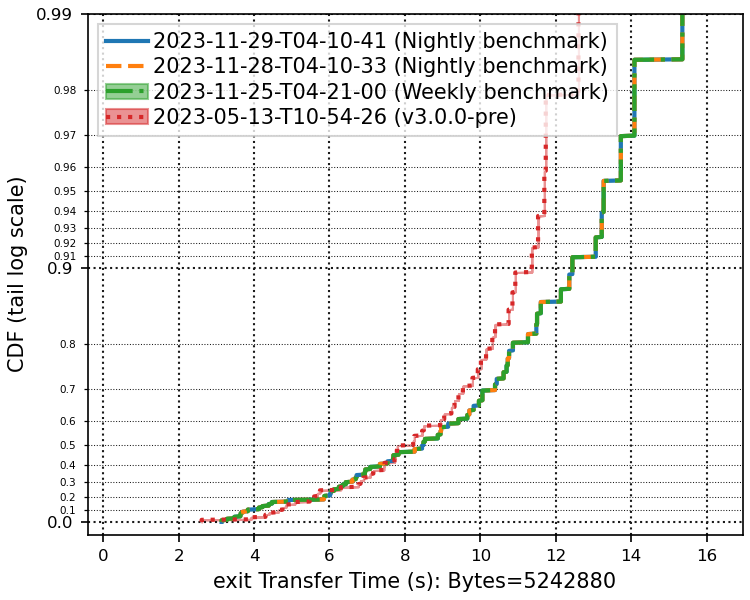 0.99
2023-11-29-T04-10-41 (Nightly benchmark)
2023-11-28-T04-10-33 (Nightly benchmark)
2023-11-25-T04-21-00 (Weekly benchmark)
2023-05-13-T10-54-26 (v3.0.0-pre)
0.98
0.97
0.96
0.95
0.94
0.93
0.92
0.91
0.9
0.8
0.7
0.6
0.5
0.4
0.3
0.2
0.1
0.0
CDF (tail log scale)
0 2 4 6 8 10 12 14 16
exit Transfer Time (s): Bytes=5242880